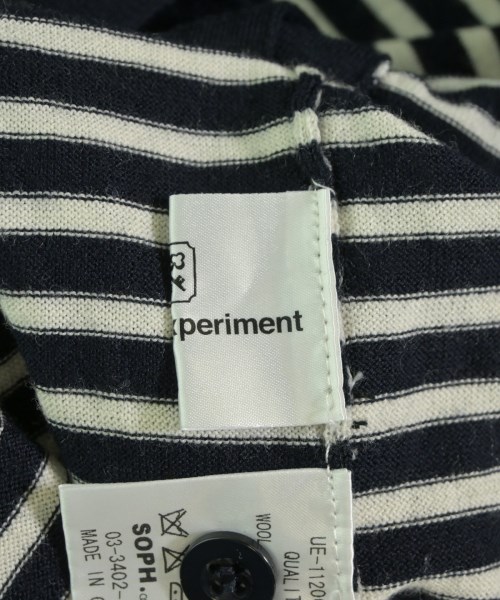 xperiment
UE-1120
QUALIT
WOOL
SOPH.
03-3402-
MADE IN